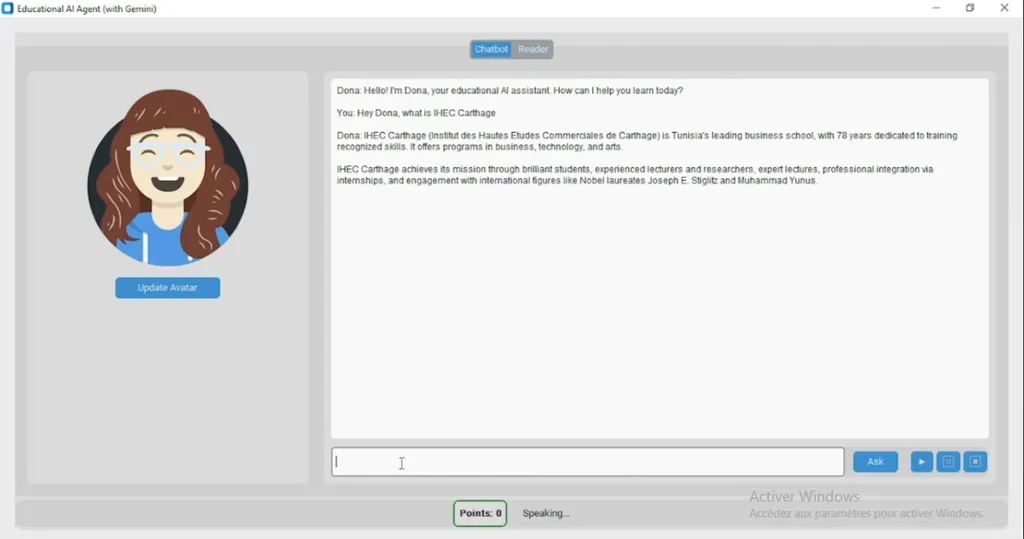 Educational AI Agent (with Gemini)
Chatbot Reader
Dona: Hello! I'm Dona, your educational AI assistant. How can I help you learn today?
You: Hey Dona, what is IHEC Carthage
Dona: IHEC Carthage (Institut des Hautes Etudes Commerciales de Carthage) is Tunisia's leading business school, with 78 years dedicated to training
recognized skills. It offers programs in business, technology, and arts.
IHEC Carthage achieves its mission through brilliant students, experienced lecturers and researchers, expert lectures, professional integration via
internships, and engagement with international figures like Nobel laureates Joseph E. Stiglitz and Muhammad Yunus.
Update Avatar
Ask
Points: 0 Speaking...
Activer Windows
Accédez aux paramètres pour activer Windows.